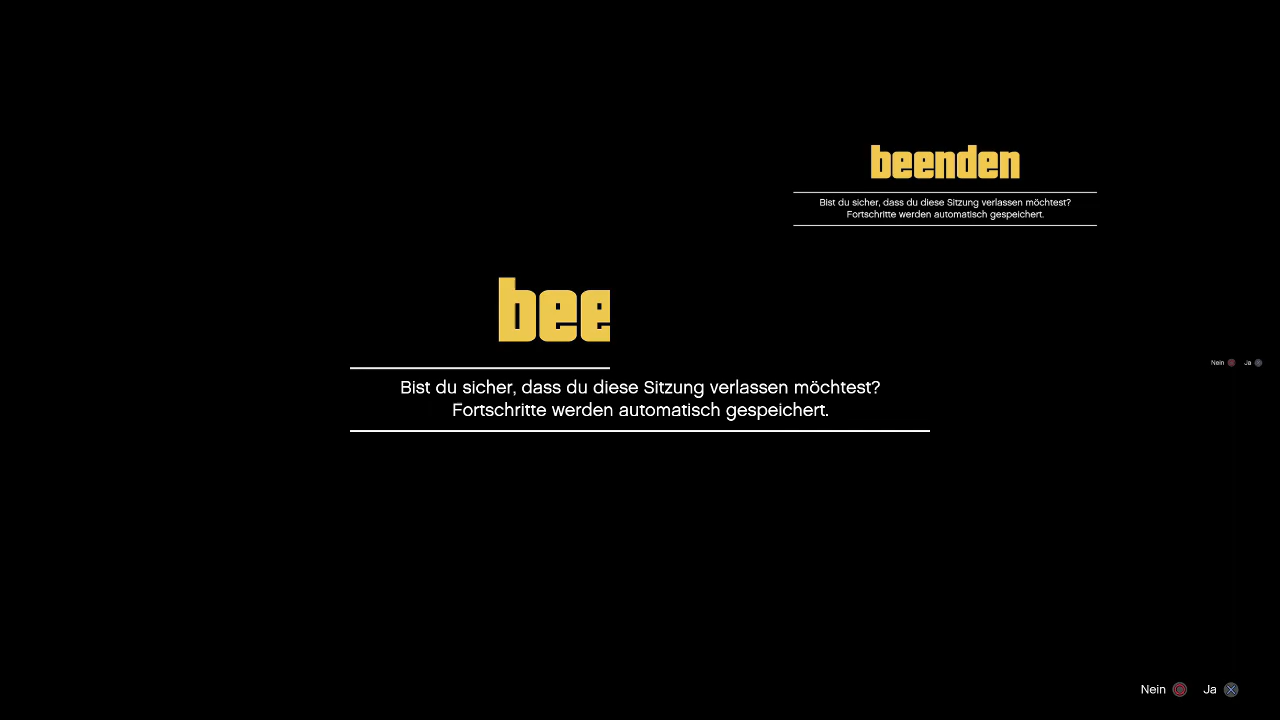 beenden
Bist du sicher, dass du diese Sitzung verlassen möchtest?
Fortschritte werden automatisch gespeichert.
bee
Bist du sicher, dass du diese Sitzung verlassen möchtest?
Fortschritte werden automatisch gespeichert.
Nein Ja
Nein Ja